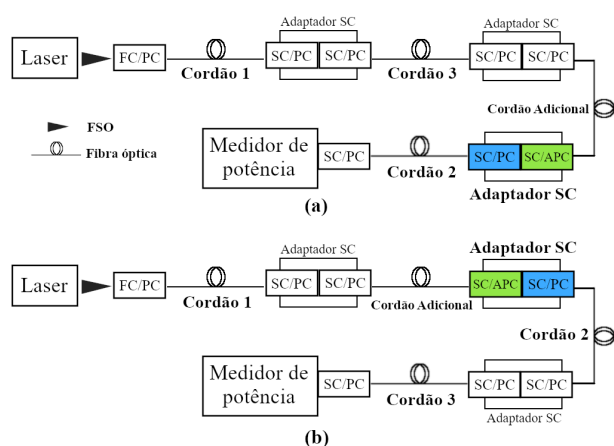 Adaptador SC
Adaptador SC
Laser
FC/PC
SC/PC SC/PC
SC/PC SC/PC
Cordão 1
Cordão 3
Cordão Adicional
FSO
Fibra óptica
Medidor de
potência
SC/PC
Cordão 2
SC/PC SC/APC
Adaptador SC
(a)
Adaptador SC
Adaptador SC
Laser
FC/PC
SC/PC SC/PC
SC/APC SC/PC
Cordão 1
Cordão Adicional
Cordão 2
Medidor de
potência
SC/PC
Cordão 3
SC/PC SC/PC
Adaptador SC
(b)